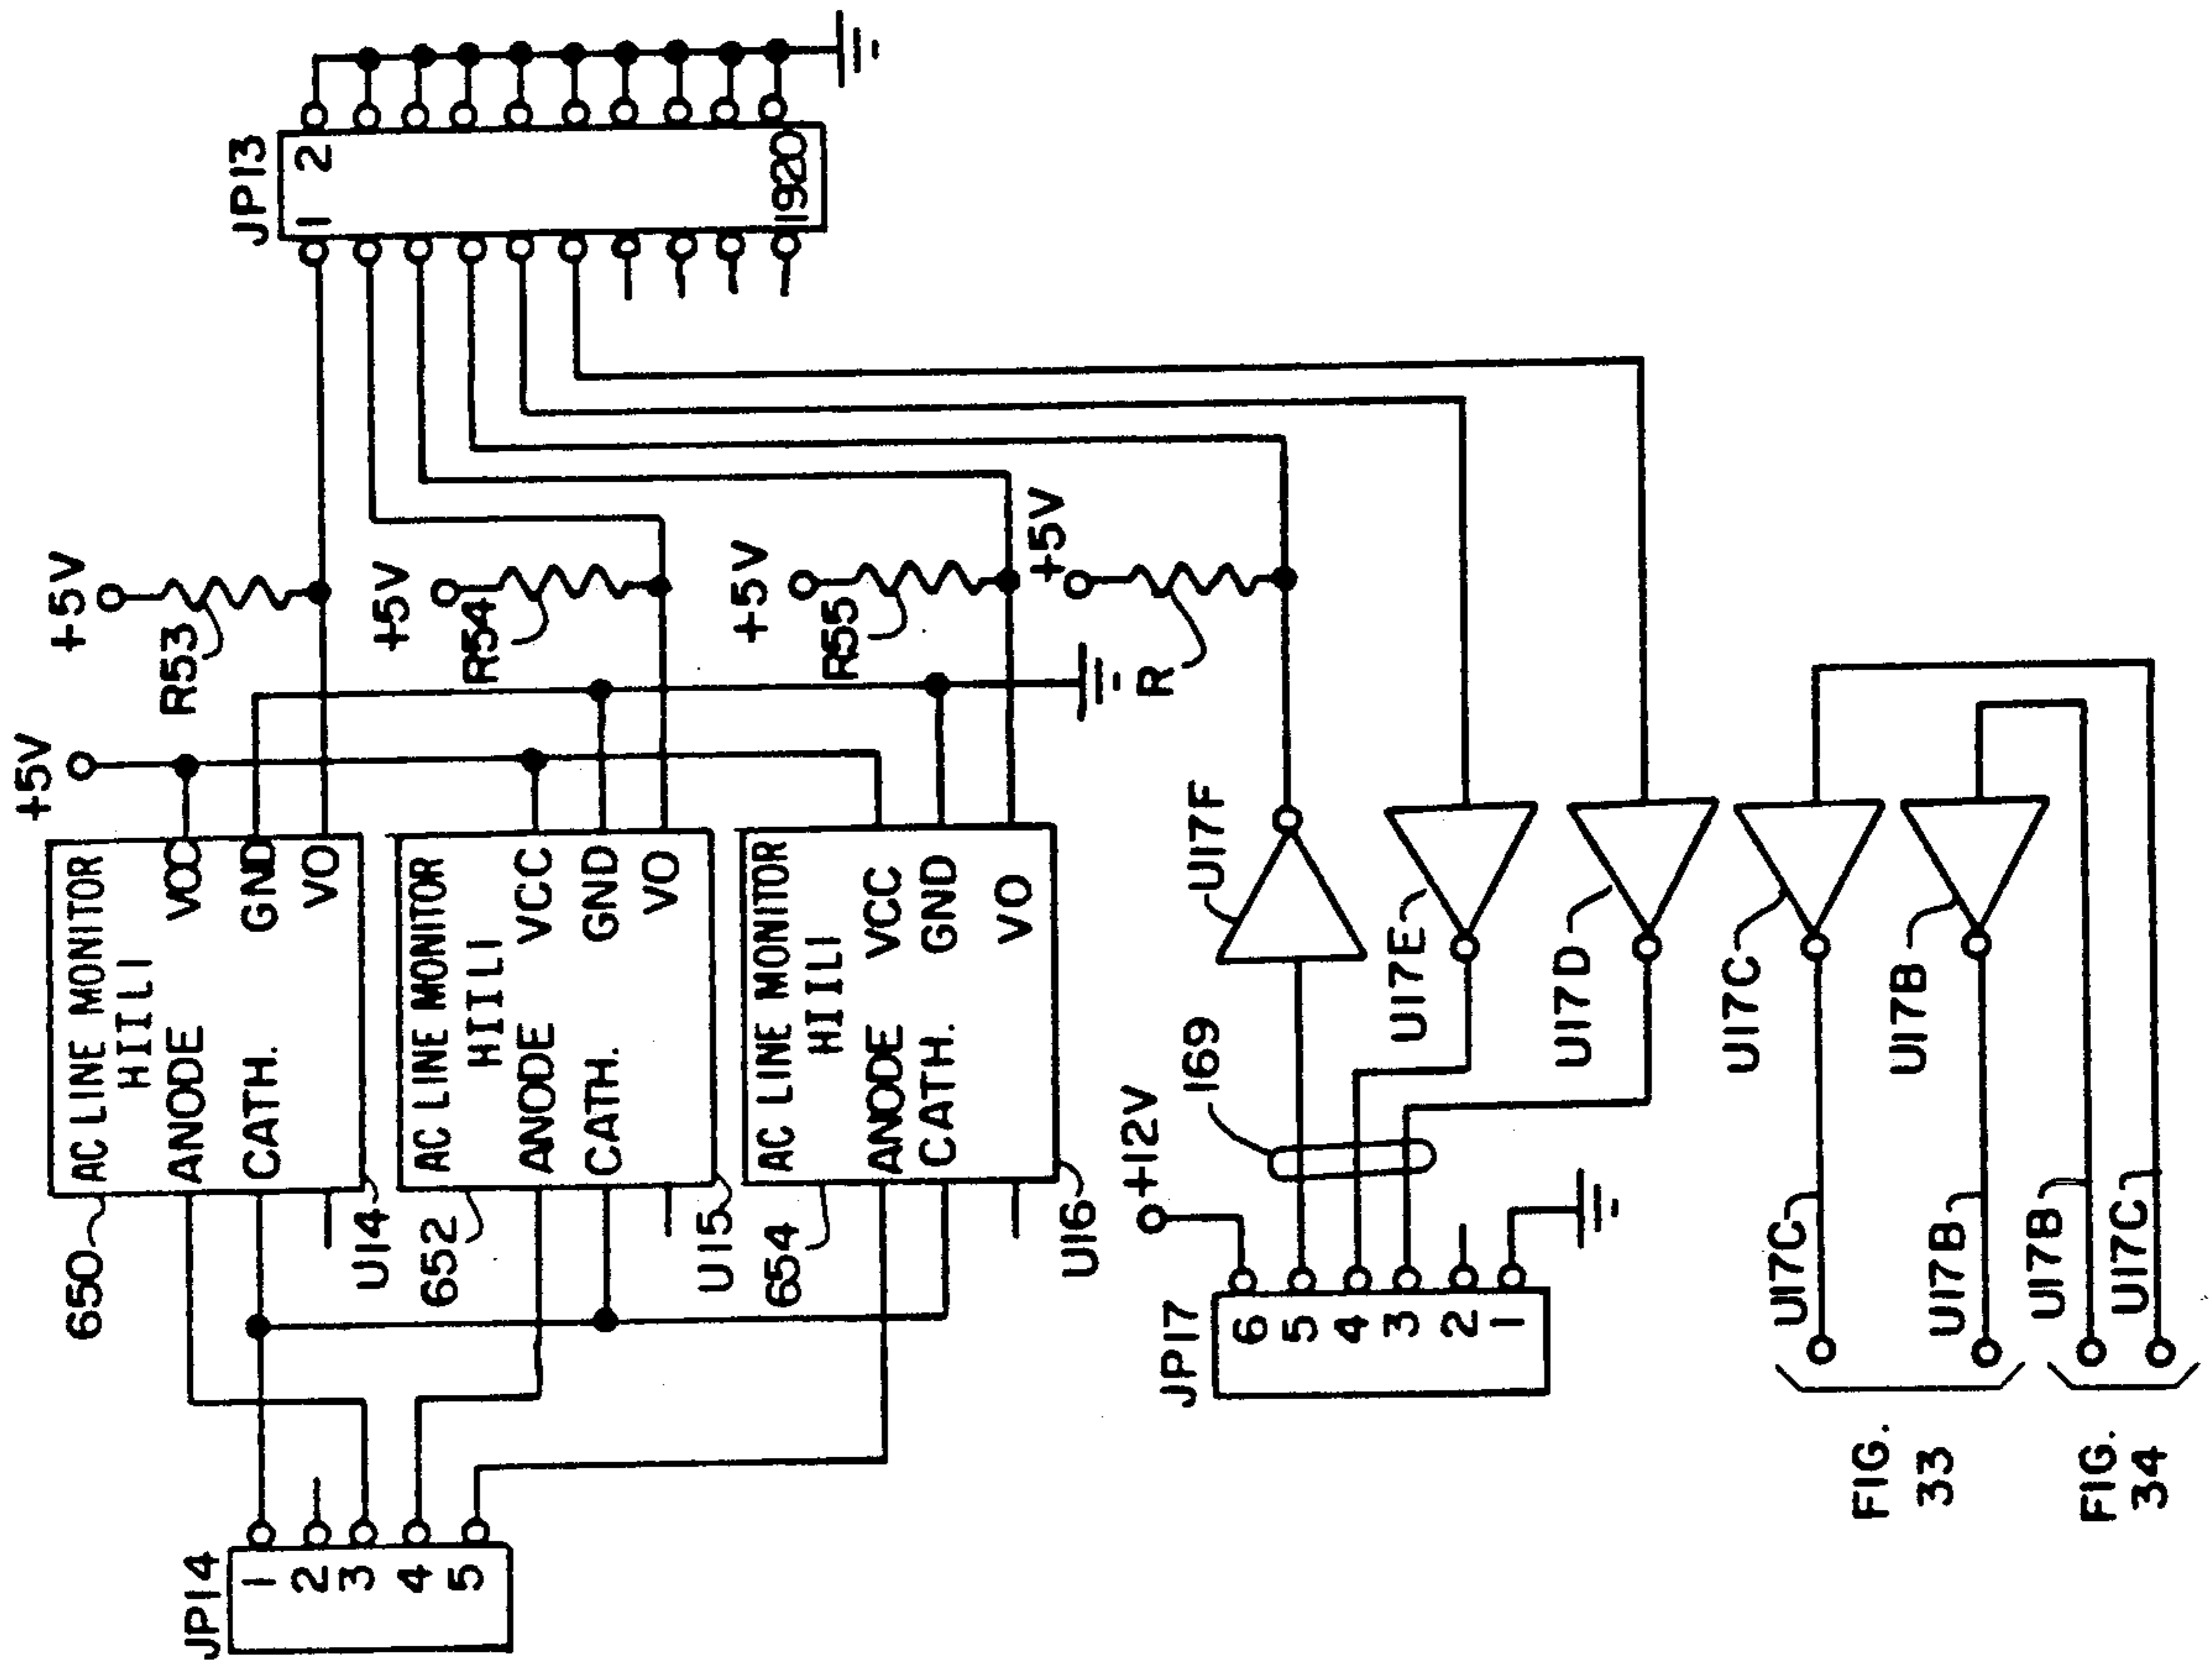 JP14
1
2
3
4
5
650
AC LINE MONITOR
H11L1
ANODE
CATH.
VCC
GND
VO
U14
652
AC LINE MONITOR
H11L1
ANODE
CATH.
VCC
GND
VO
U15
654
AC LINE MONITOR
H11L1
ANODE
CATH.
VCC
GND
VO
U16
+5V
+5V
R53
+5V
R54
+5V
R55
+5V
R
JP13
1 2
1920
JP17
6
5
4
3
2
1
+12V
169
U17F
U17E
U17D
U17C
U17B
U17C
U17B
U17B
U17C
FIG.
33
FIG.
34